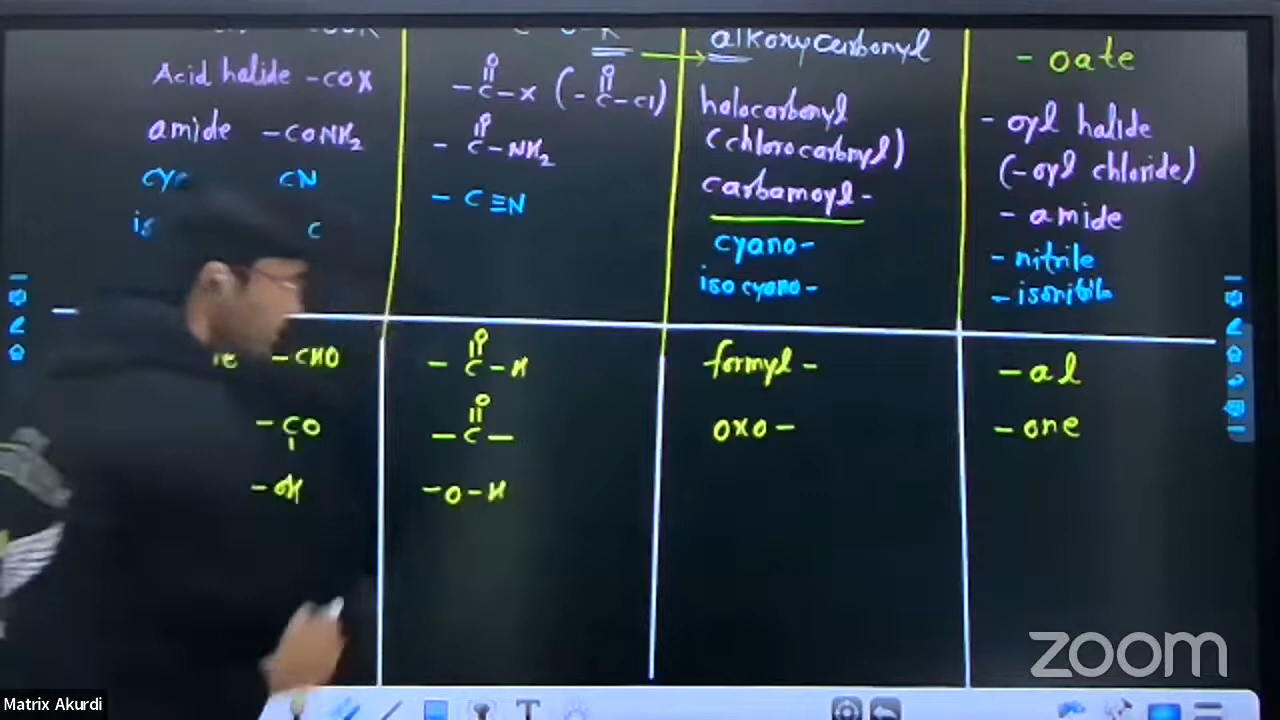 alkoxycarbonyl
- oate
Acid halide -COX
O
- C - X ( - C - Cl )
halocarbonyl
(chlorocarbonyl)
- oyl halide
(-oyl chloride)
amide -CONH2
O
- C - NH2
carbamoyl-
- amide
CN
- C ≡ N
cyano-
- nitrile
C
isocyano-
-CHO
O
- C - H
formyl -
- al
- CO
O
- C -
oxo -
- one
- OH
- O - H
zoom
Matrix Akurdi